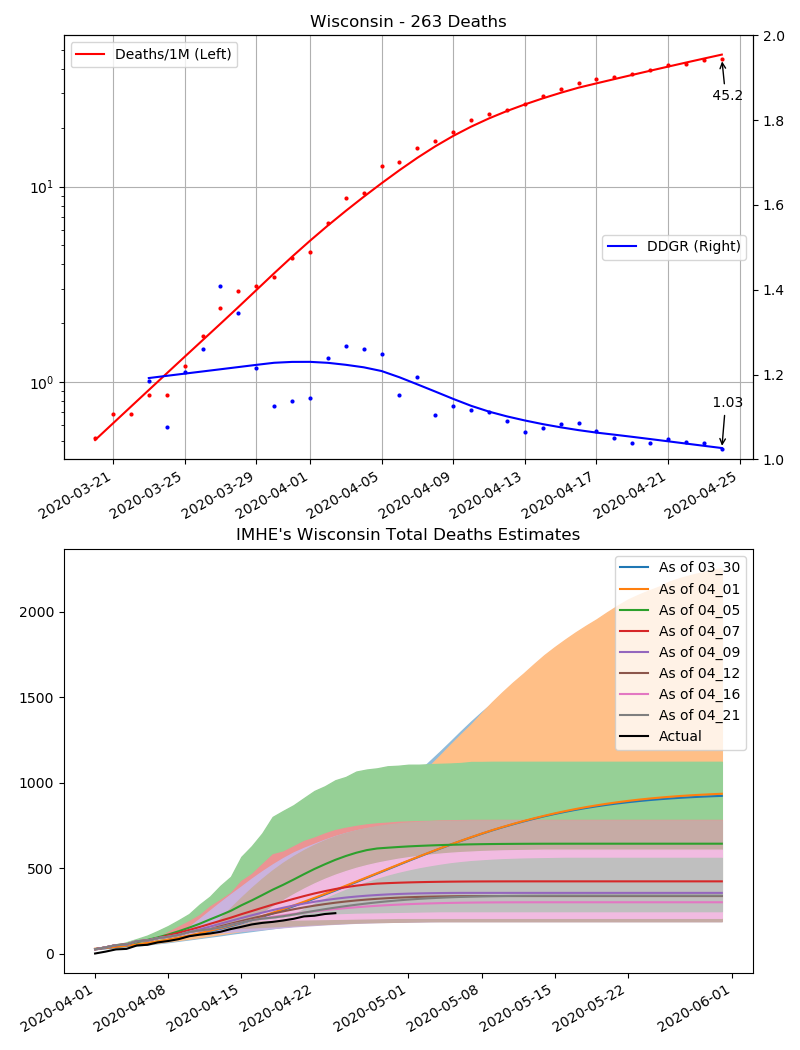 Wisconsin - 263 Deaths
Deaths/1M (Left)
2.0
1.8
1.6
1.4
1.2
1.0
45.2
10¹
10⁰
DDGR (Right)
1.03
2020-03-21
2020-03-25
2020-03-29
2020-04-01
2020-04-05
2020-04-09
2020-04-13
2020-04-17
2020-04-21
2020-04-25
IMHE's Wisconsin Total Deaths Estimates
As of 03_30
As of 04_01
As of 04_05
As of 04_07
As of 04_09
As of 04_12
As of 04_16
As of 04_21
Actual
2000
1500
1000
500
0
2020-04-01
2020-04-08
2020-04-15
2020-04-22
2020-05-01
2020-05-08
2020-05-15
2020-05-22
2020-06-01